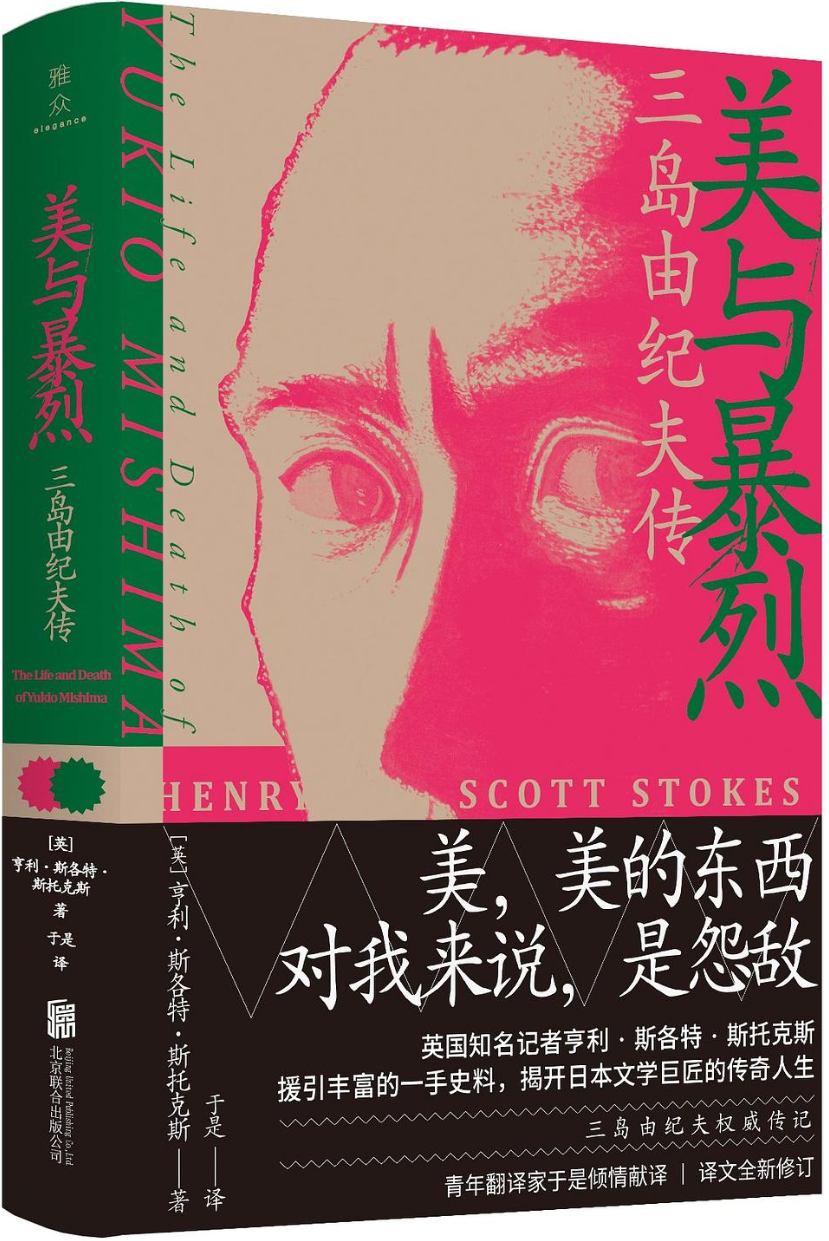 雅众
elegance
美与暴烈
三岛由纪夫传
The Life and Death
of Yukio Mishima
[英]
亨利·斯各特·
斯托克斯
著
于是
译
北京联合出版公司
Beijing United Publishing Co.,Ltd.
The Life and Death of
YUKIO MISHIMA
美与暴烈
三岛由纪夫传
HENRY SCOTT STOKES
[英]亨利·斯各特·斯托克斯——著
于是——译
美，美的东西
对我来说，是怨敌
英国知名记者亨利·斯各特·斯托克斯
援引丰富的一手史料，揭开日本文学巨匠的传奇人生
三岛由纪夫权威传记
青年翻译家于是倾情献译｜译文全新修订